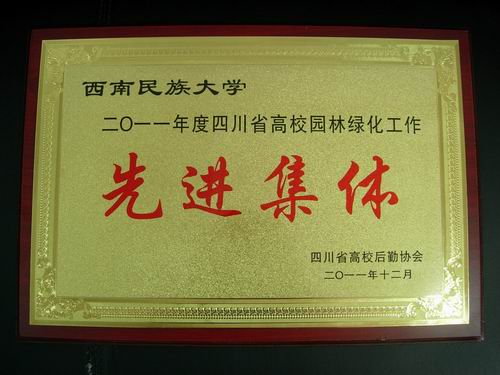 西南民族大学
二〇一一年度四川省高校园林绿化工作
先进集体
四川省高校后勤协会
二〇一一年十二月